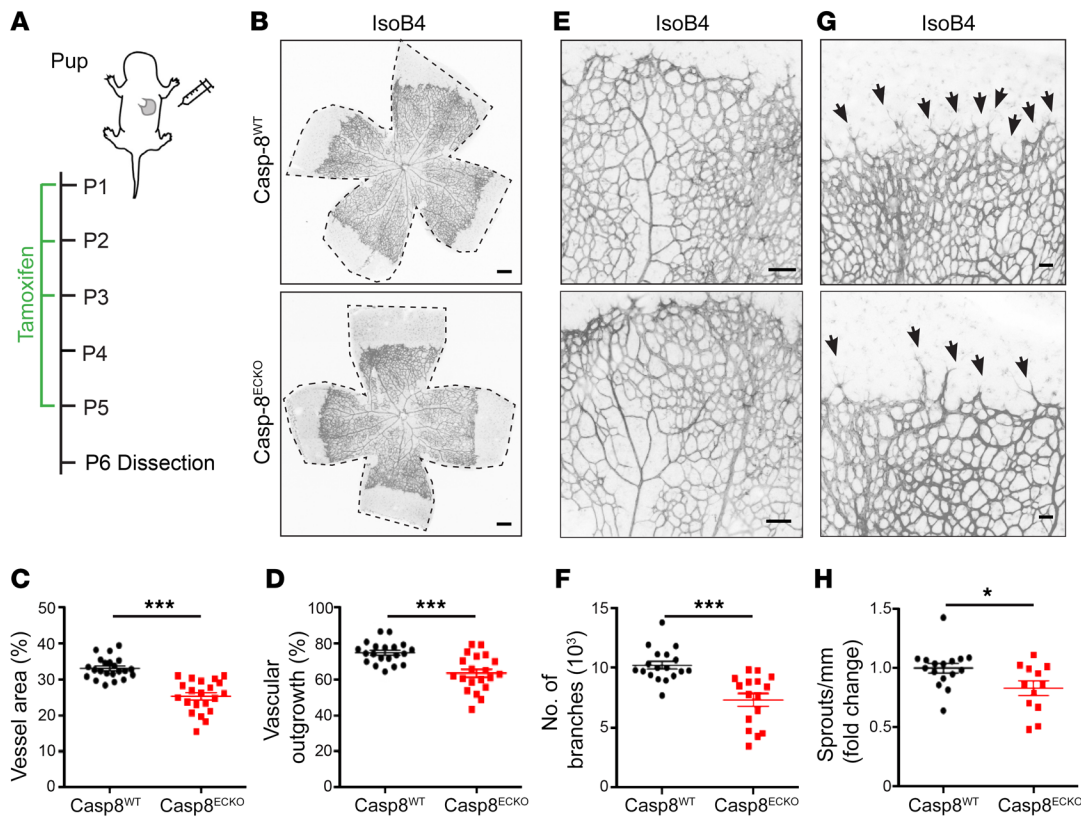 A
Pup
Tamoxifen
P1
P2
P3
P4
P5
P6 Dissection
B
IsoB4
Casp-8WT
Casp-8ECKO
E
IsoB4
G
IsoB4
C
Vessel area (%)
50
40
30
20
10
0
***
Casp8WT
Casp8ECKO
D
Vascular
outgrowth (%)
100
80
60
40
20
0
***
Casp8WT
Casp8ECKO
F
No. of
branches (10³)
15
10
5
0
***
Casp8WT
Casp8ECKO
H
Sprouts/mm
(fold change)
1.5
1.0
0.5
0
*
Casp8WT
Casp8ECKO